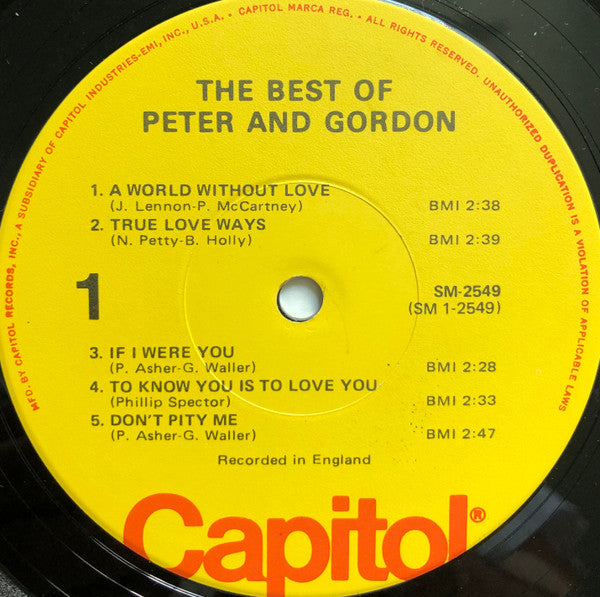 MFD. BY CAPITOL RECORDS, INC., A SUBSIDIARY OF CAPITOL INDUSTRIES-EMI, INC., U.S.A. • CAPITOL MARCA REG. • ALL RIGHTS RESERVED. UNAUTHORIZED DUPLICATION IS A VIOLATION OF APPLICABLE LAWS
THE BEST OF
PETER AND GORDON
1. A WORLD WITHOUT LOVE
(J. Lennon-P. McCartney) BMI 2:38
2. TRUE LOVE WAYS
(N. Petty-B. Holly) BMI 2:39
1
SM-2549
(SM 1-2549)
3. IF I WERE YOU
(P. Asher-G. Waller) BMI 2:28
4. TO KNOW YOU IS TO LOVE YOU
(Phillip Spector) BMI 2:33
5. DON'T PITY ME
(P. Asher-G. Waller) BMI 2:47
Recorded in England
Capitol®